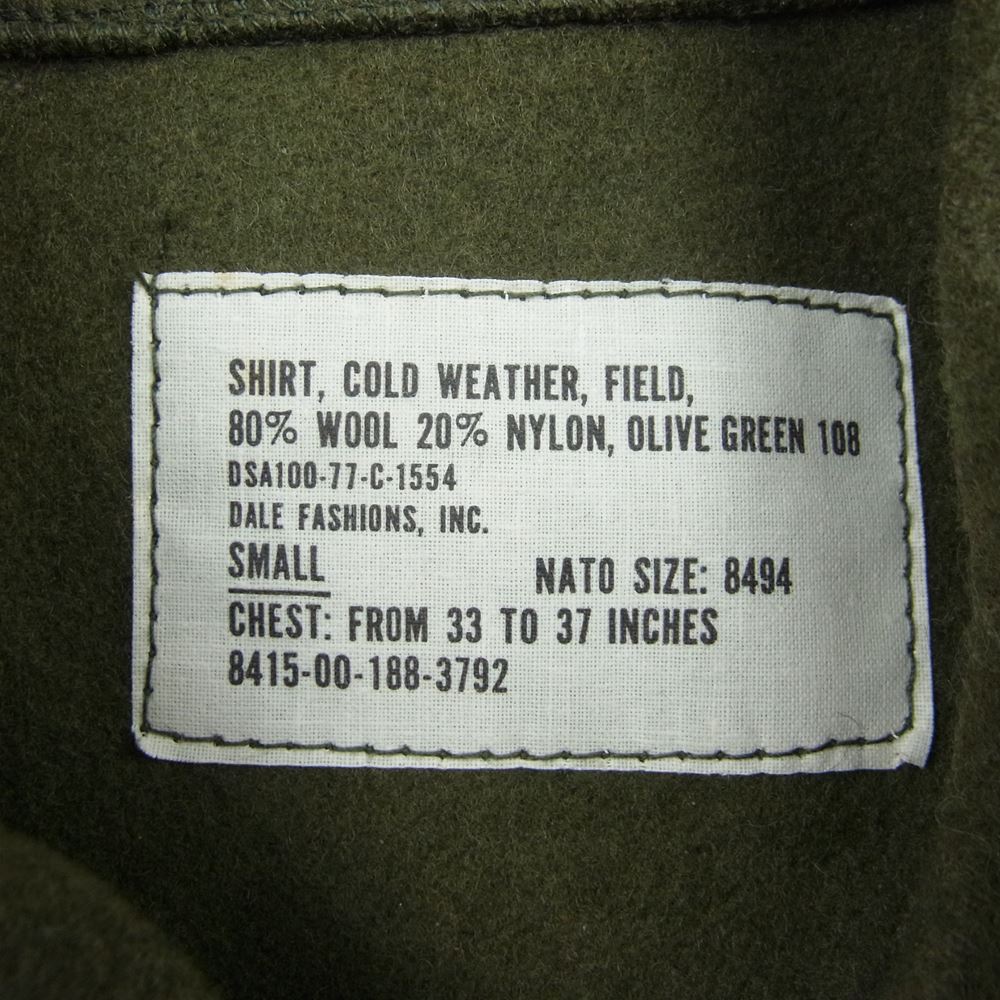 SHIRT, COLD WEATHER, FIELD,
80% WOOL 20% NYLON, OLIVE GREEN 108
DSA100-77-C-1554
DALE FASHIONS, INC.
SMALL NATO SIZE: 8494
CHEST: FROM 33 TO 37 INCHES
8415-00-188-3792